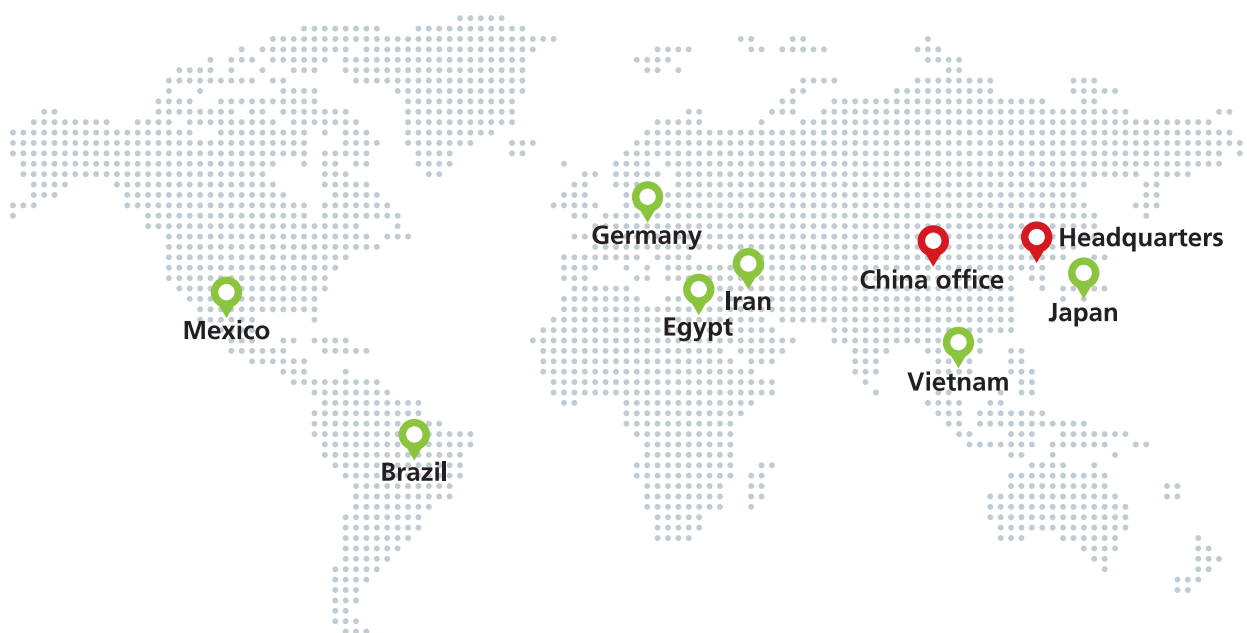 Germany
Headquarters
China office
Iran
Japan
Egypt
Mexico
Vietnam
Brazil